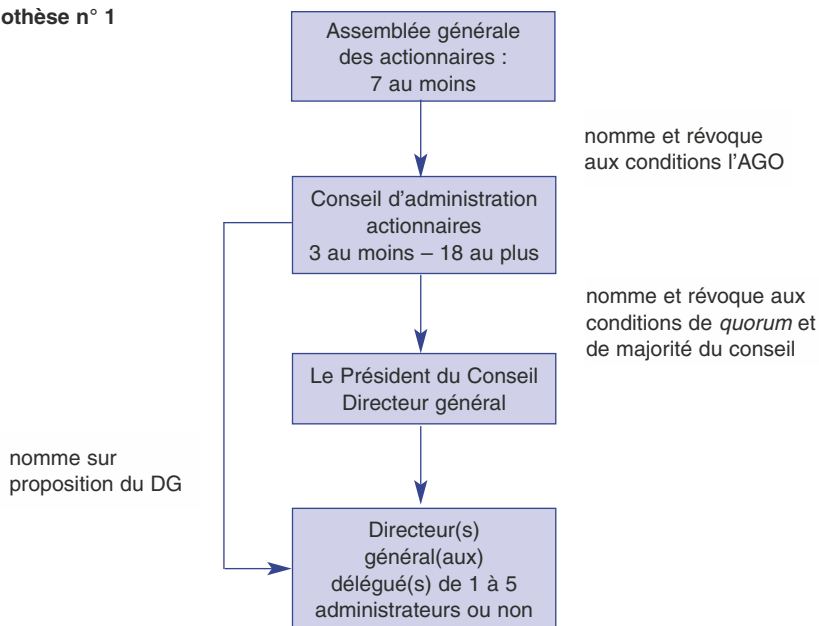 othèse n° 1
Assemblée générale
des actionnaires :
7 au moins
nomme et révoque
aux conditions l'AGO
Conseil d'administration
actionnaires
3 au moins – 18 au plus
nomme et révoque aux
conditions de quorum et
de majorité du conseil
Le Président du Conseil
Directeur général
nomme sur
proposition du DG
Directeur(s)
général(aux)
délégué(s) de 1 à 5
administrateurs ou non